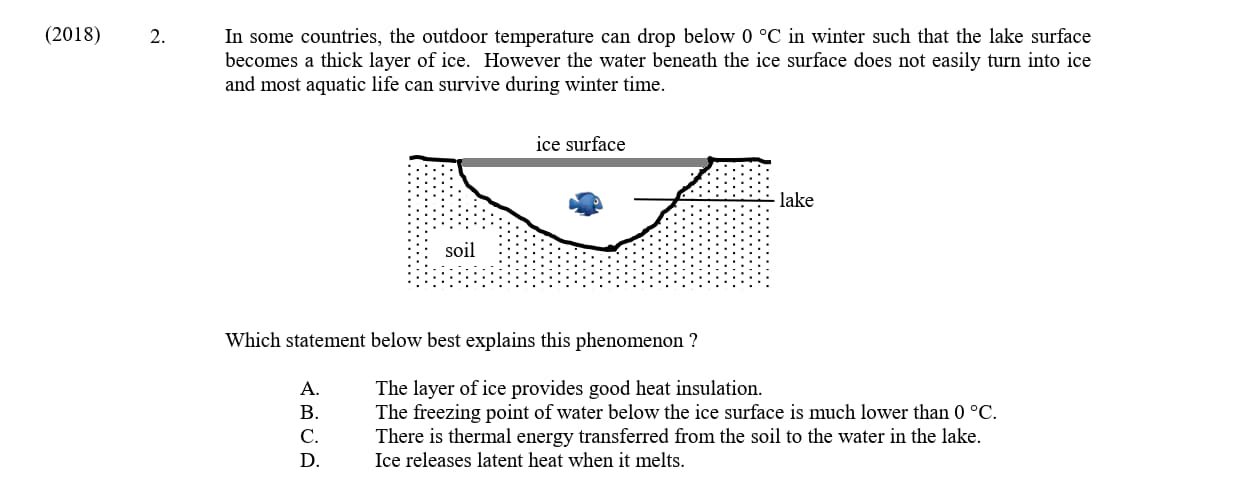 (2018) 2. In some countries, the outdoor temperature can drop below 0 °C in winter such that the lake surface
becomes a thick layer of ice. However the water beneath the ice surface does not easily turn into ice
and most aquatic life can survive during winter time.
ice surface
lake
soil
Which statement below best explains this phenomenon ?
A. The layer of ice provides good heat insulation.
B. The freezing point of water below the ice surface is much lower than 0 °C.
C. There is thermal energy transferred from the soil to the water in the lake.
D. Ice releases latent heat when it melts.